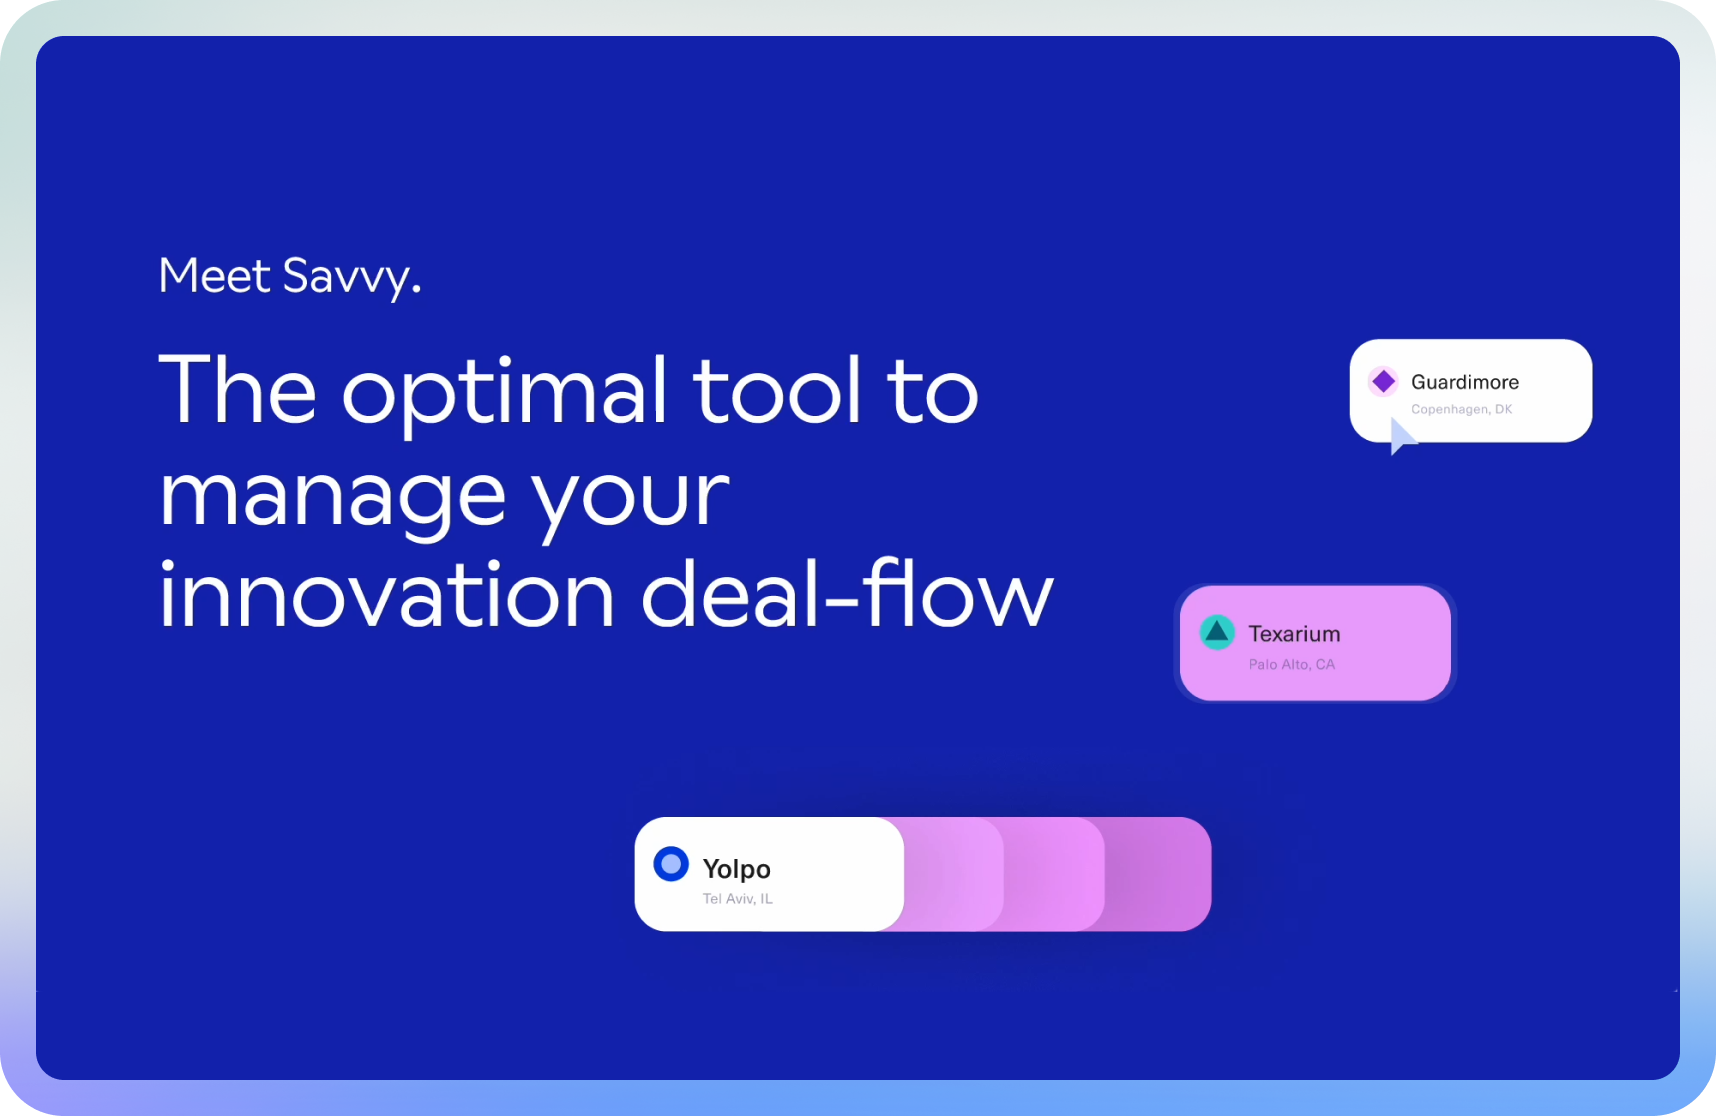 Meet Savvy.
The optimal tool to
manage your
innovation deal-flow
Guardimore
Copenhagen, DK
Texarium
Palo Alto, CA
Yolpo
Tel Aviv, IL